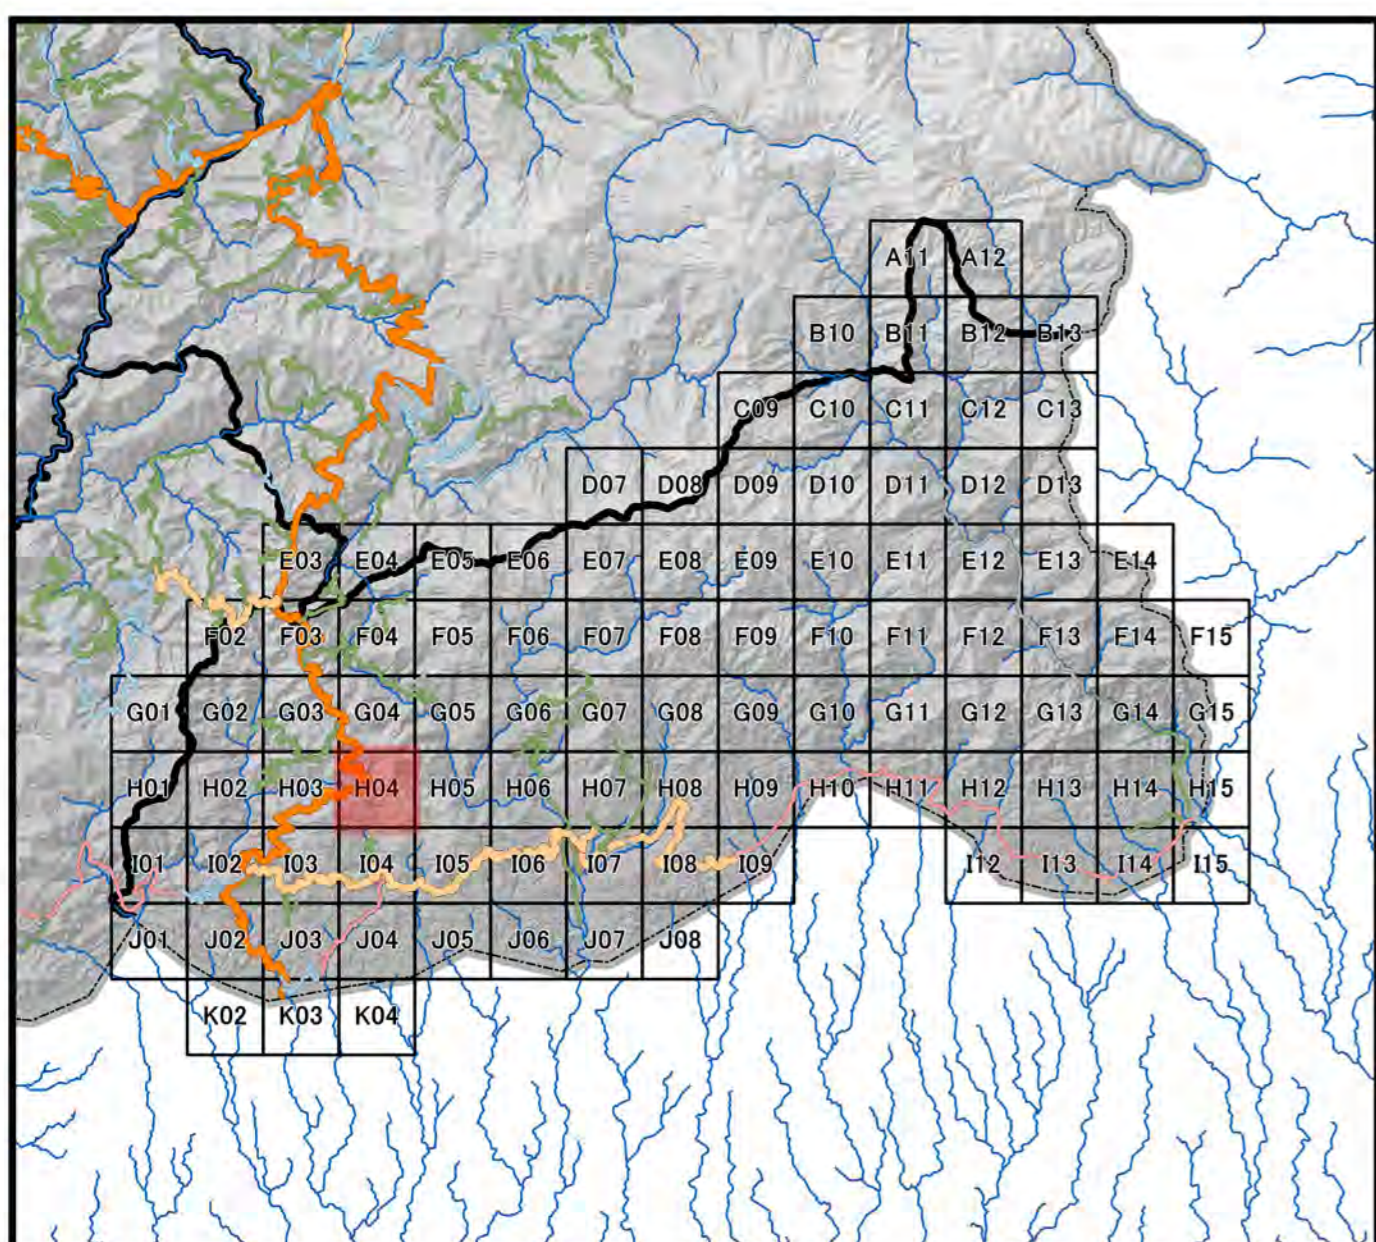 A11 A12
B10 B11 B12 B13
C09 C10 C11 C12 C13
D07 D08 D09 D10 D11 D12 D13
E03 E04 E05 E06 E07 E08 E09 E10 E11 E12 E13 E14
F02 F03 F04 F05 F06 F07 F08 F09 F10 F11 F12 F13 F14 F15
G01 G02 G03 G04 G05 G06 G07 G08 G09 G10 G11 G12 G13 G14 G15
H01 H02 H03 H04 H05 H06 H07 H08 H09 H10 H11 H12 H13 H14 H15
I01 I02 I03 I04 I05 I06 I07 I08 I09 I12 I13 I14 I15
J01 J02 J03 J04 J05 J06 J07 J08
K02 K03 K04